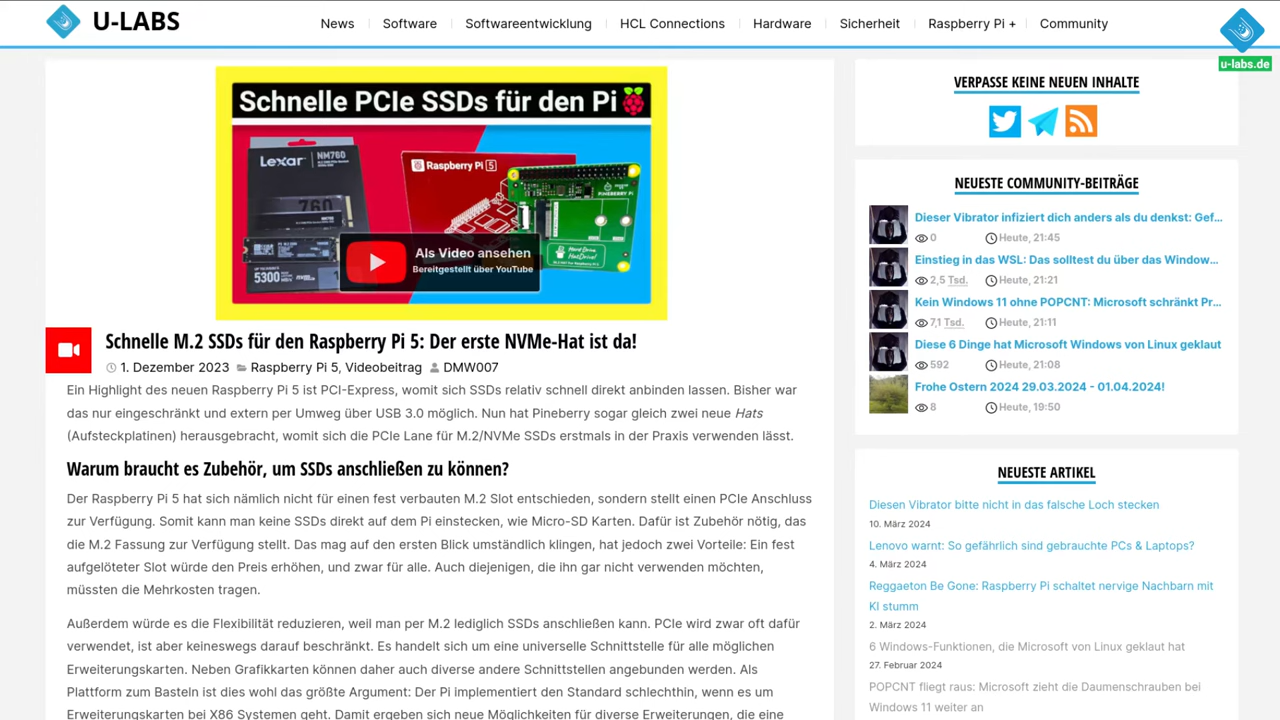 U-LABS
News
Software
Softwareentwicklung
HCL Connections
Hardware
Sicherheit
Raspberry Pi +
Community
u-labs.de
Schnelle PCIe SSDs für den Pi
Lexar
NM760
760
5300
Raspberry Pi 5
PINEBERRY PI
Als Video ansehen
Bereitgestellt über YouTube
Schnelle M.2 SSDs für den Raspberry Pi 5: Der erste NVMe-Hat ist da!
1. Dezember 2023 Raspberry Pi 5, Videobeitrag DMW007
Ein Highlight des neuen Raspberry Pi 5 ist PCI-Express, womit sich SSDs relativ schnell direkt anbinden lassen. Bisher war
das nur eingeschränkt und extern per Umweg über USB 3.0 möglich. Nun hat Pineberry sogar gleich zwei neue Hats
(Aufsteckplatinen) herausgebracht, womit sich die PCIe Lane für M.2/NVMe SSDs erstmals in der Praxis verwenden lässt.
Warum braucht es Zubehör, um SSDs anschließen zu können?
Der Raspberry Pi 5 hat sich nämlich nicht für einen fest verbauten M.2 Slot entschieden, sondern stellt einen PCIe Anschluss
zur Verfügung. Somit kann man keine SSDs direkt auf dem Pi einstecken, wie Micro-SD Karten. Dafür ist Zubehör nötig, das
die M.2 Fassung zur Verfügung stellt. Das mag auf den ersten Blick umständlich klingen, hat jedoch zwei Vorteile: Ein fest
aufgelöteter Slot würde den Preis erhöhen, und zwar für alle. Auch diejenigen, die ihn gar nicht verwenden möchten,
müssten die Mehrkosten tragen.
Außerdem würde es die Flexibilität reduzieren, weil man per M.2 lediglich SSDs anschließen kann. PCIe wird zwar oft dafür
verwendet, ist aber keineswegs darauf beschränkt. Es handelt sich um eine universelle Schnittstelle für alle möglichen
Erweiterungskarten. Neben Grafikkarten können daher auch diverse andere Schnittstellen angebunden werden. Als
Plattform zum Basteln ist dies wohl das größte Argument: Der Pi implementiert den Standard schlechthin, wenn es um
Erweiterungskarten bei X86 Systemen geht. Damit ergeben sich neue Möglichkeiten für diverse Erweiterungen, die eine
VERPASSE KEINE NEUEN INHALTE
NEUESTE COMMUNITY-BEITRÄGE
Dieser Vibrator infiziert dich anders als du denkst: Gef...
0 Heute, 21:45
Einstieg in das WSL: Das solltest du über das Window...
2,5 Tsd. Heute, 21:21
Kein Windows 11 ohne POPCNT: Microsoft schränkt Pr...
7,1 Tsd. Heute, 21:11
Diese 6 Dinge hat Microsoft Windows von Linux geklaut
592 Heute, 21:08
Frohe Ostern 2024 29.03.2024 - 01.04.2024!
8 Heute, 19:50
NEUESTE ARTIKEL
Diesen Vibrator bitte nicht in das falsche Loch stecken
10. März 2024
Lenovo warnt: So gefährlich sind gebrauchte PCs & Laptops?
4. März 2024
Reggaeton Be Gone: Raspberry Pi schaltet nervige Nachbarn mit
KI stumm
2. März 2024
6 Windows-Funktionen, die Microsoft von Linux geklaut hat
27. Februar 2024
POPCNT fliegt raus: Microsoft zieht die Daumenschrauben bei
Windows 11 weiter an